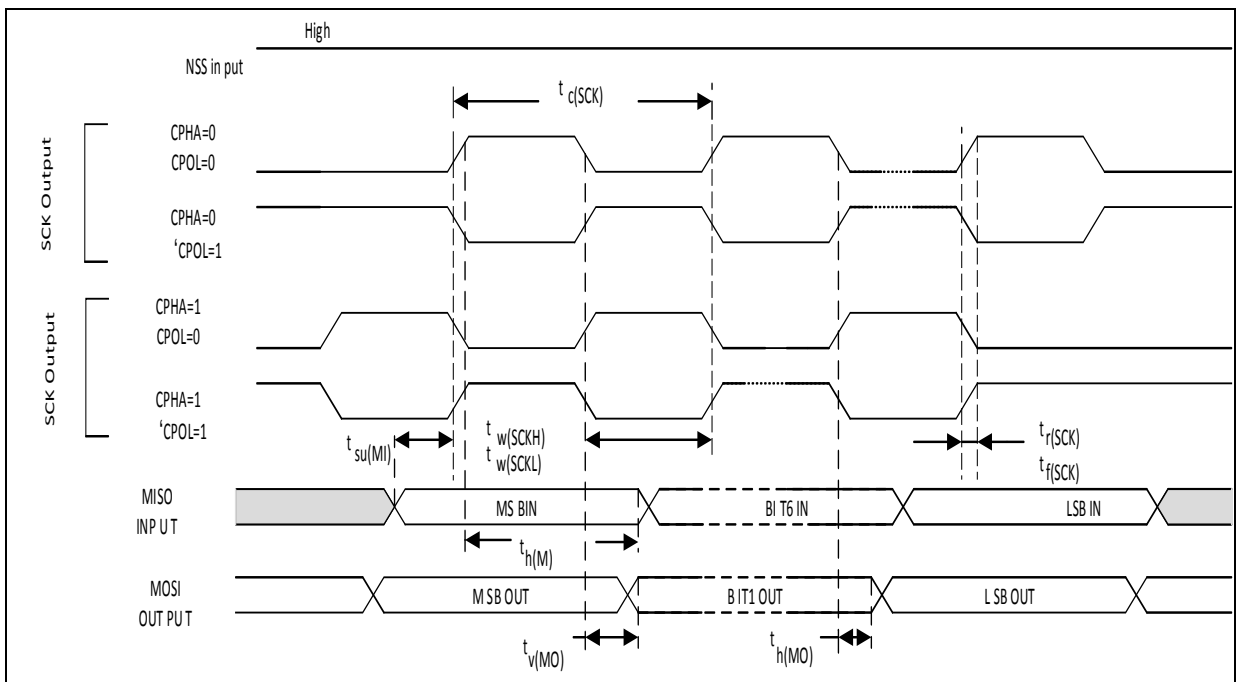 High
NSS in put
t c(SCK)
SCK Output
CPHA=0
CPOL=0
CPHA=0
‘CPOL=1
SCK Output
CPHA=1
CPOL=0
CPHA=1
‘CPOL=1
t su(MI)
t w(SCKH)
t w(SCKL)
t r(SCK)
t f(SCK)
MISO
INP U T
MS BIN
BI T6 IN
LSB IN
t h(M)
MOSI
OUT PUT
M SB OUT
B IT1 OUT
L SB OUT
t v(MO)
t h(MO)